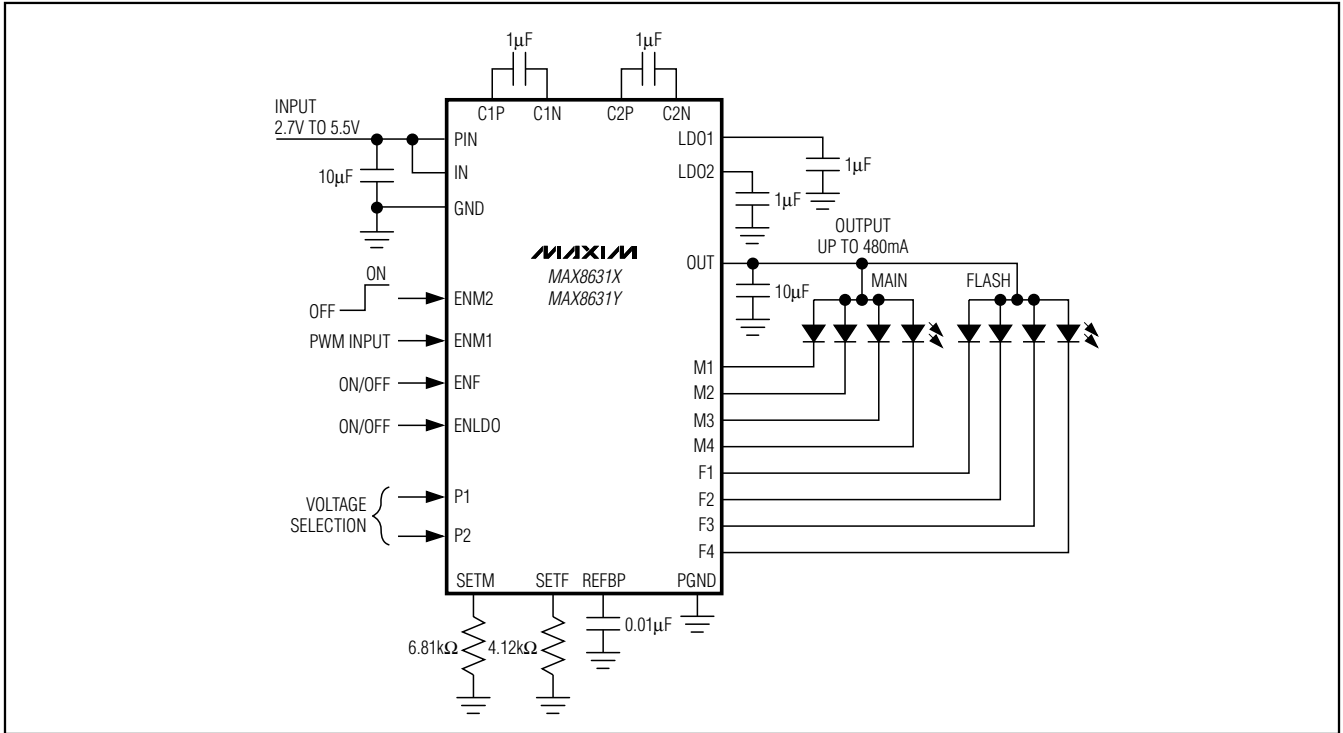 1µF
1µF
C1P
C1N
C2P
C2N
INPUT
2.7V TO 5.5V
PIN
IN
10µF
GND
LDO1
1µF
LDO2
1µF
MAXIM
MAX8631X
MAX8631Y
OUTPUT
UP TO 480mA
OUT
10µF
MAIN
FLASH
ON
OFF
ENM2
PWM INPUT
ENM1
ON/OFF
ENF
ON/OFF
ENLDO
VOLTAGE
SELECTION
P1
P2
M1
M2
M3
M4
F1
F2
F3
F4
SETM
SETF
REFBP
PGND
6.81kΩ
4.12kΩ
0.01µF